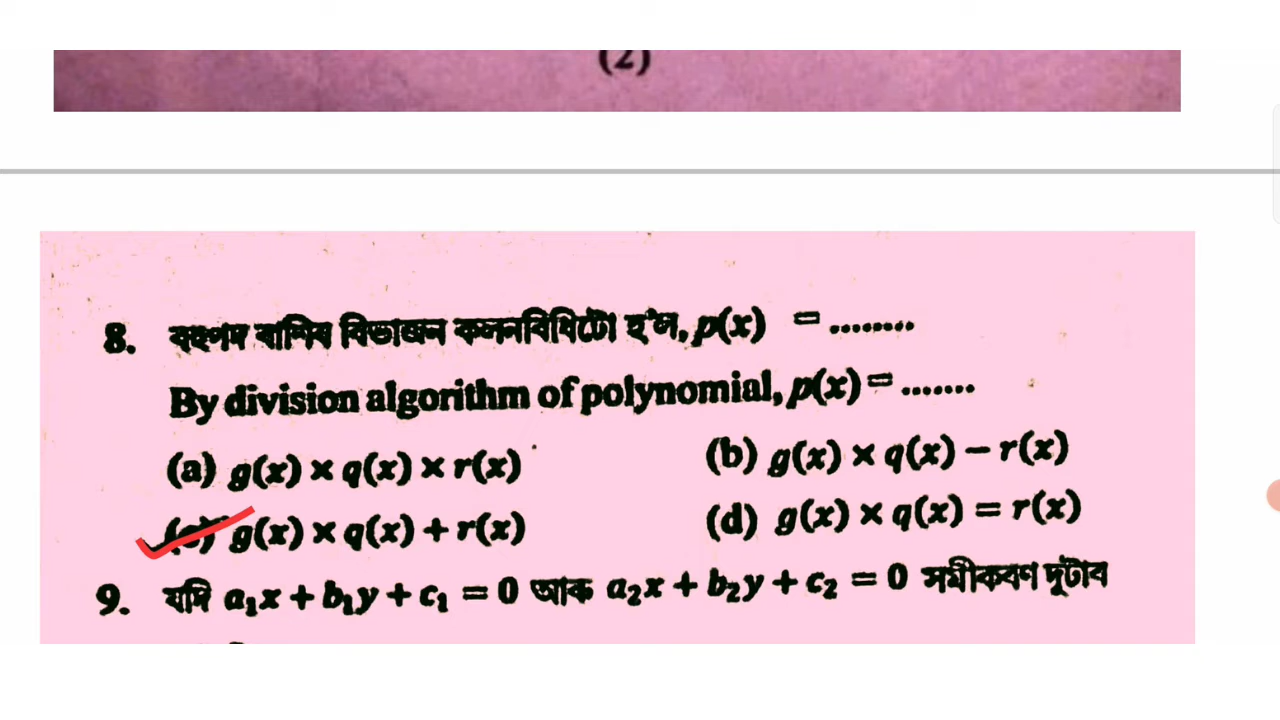 (2)
8. বহুপদ ৰাশিৰ বিভাজন কলনবিধিটো হ'ল, p(x) = ........
By division algorithm of polynomial, p(x) = .......
(a) g(x) × q(x) × r(x) (b) g(x) × q(x) − r(x)
(c) g(x) × q(x) + r(x) (d) g(x) × q(x) = r(x)
9. যদি a₁x + b₁y + c₁ = 0 আৰু a₂x + b₂y + c₂ = 0 সমীকৰণ দুটাৰ